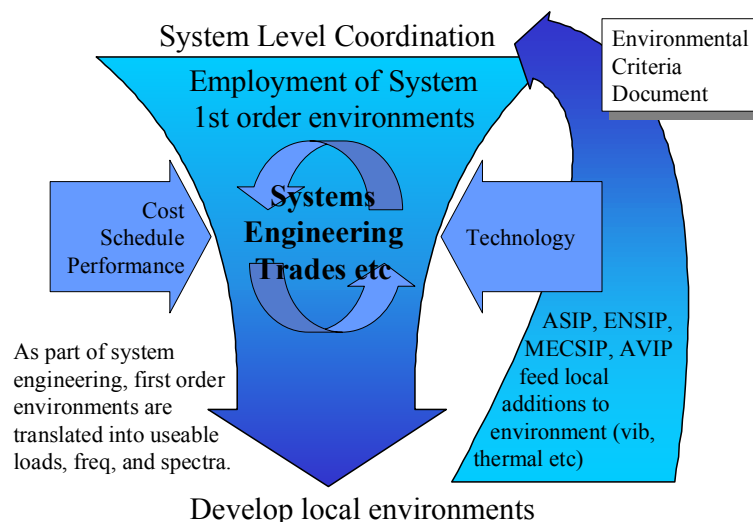 System Level Coordination
Environmental
Criteria
Document
Employment of System
1st order environments
Cost
Schedule
Performance
Systems
Engineering
Trades etc
Technology
As part of system
engineering, first order
environments are
translated into useable
loads, freq, and spectra.
ASIP, ENSIP,
MECSIP, AVIP
feed local
additions to
environment (vib,
thermal etc)
Develop local environments